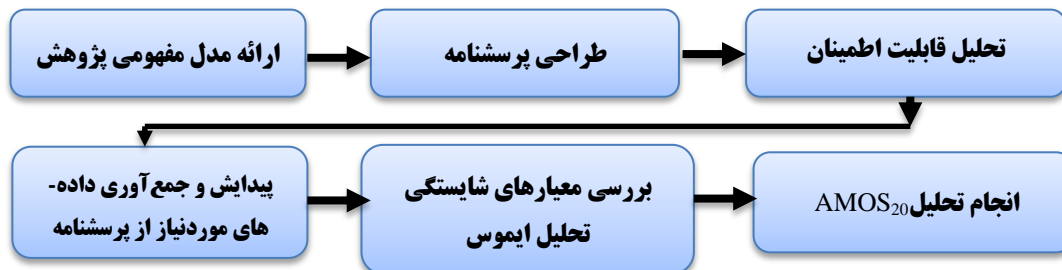 ارائه مدل مفهومی پژوهش
طراحی پرسشنامه
تحلیل قابلیت اطمینان
پیدایش و جمع‌آوری داده-
های موردنیاز از پرسشنامه
بررسی معیارهای شایستگی
تحلیل ایموس
انجام تحلیل AMOS20